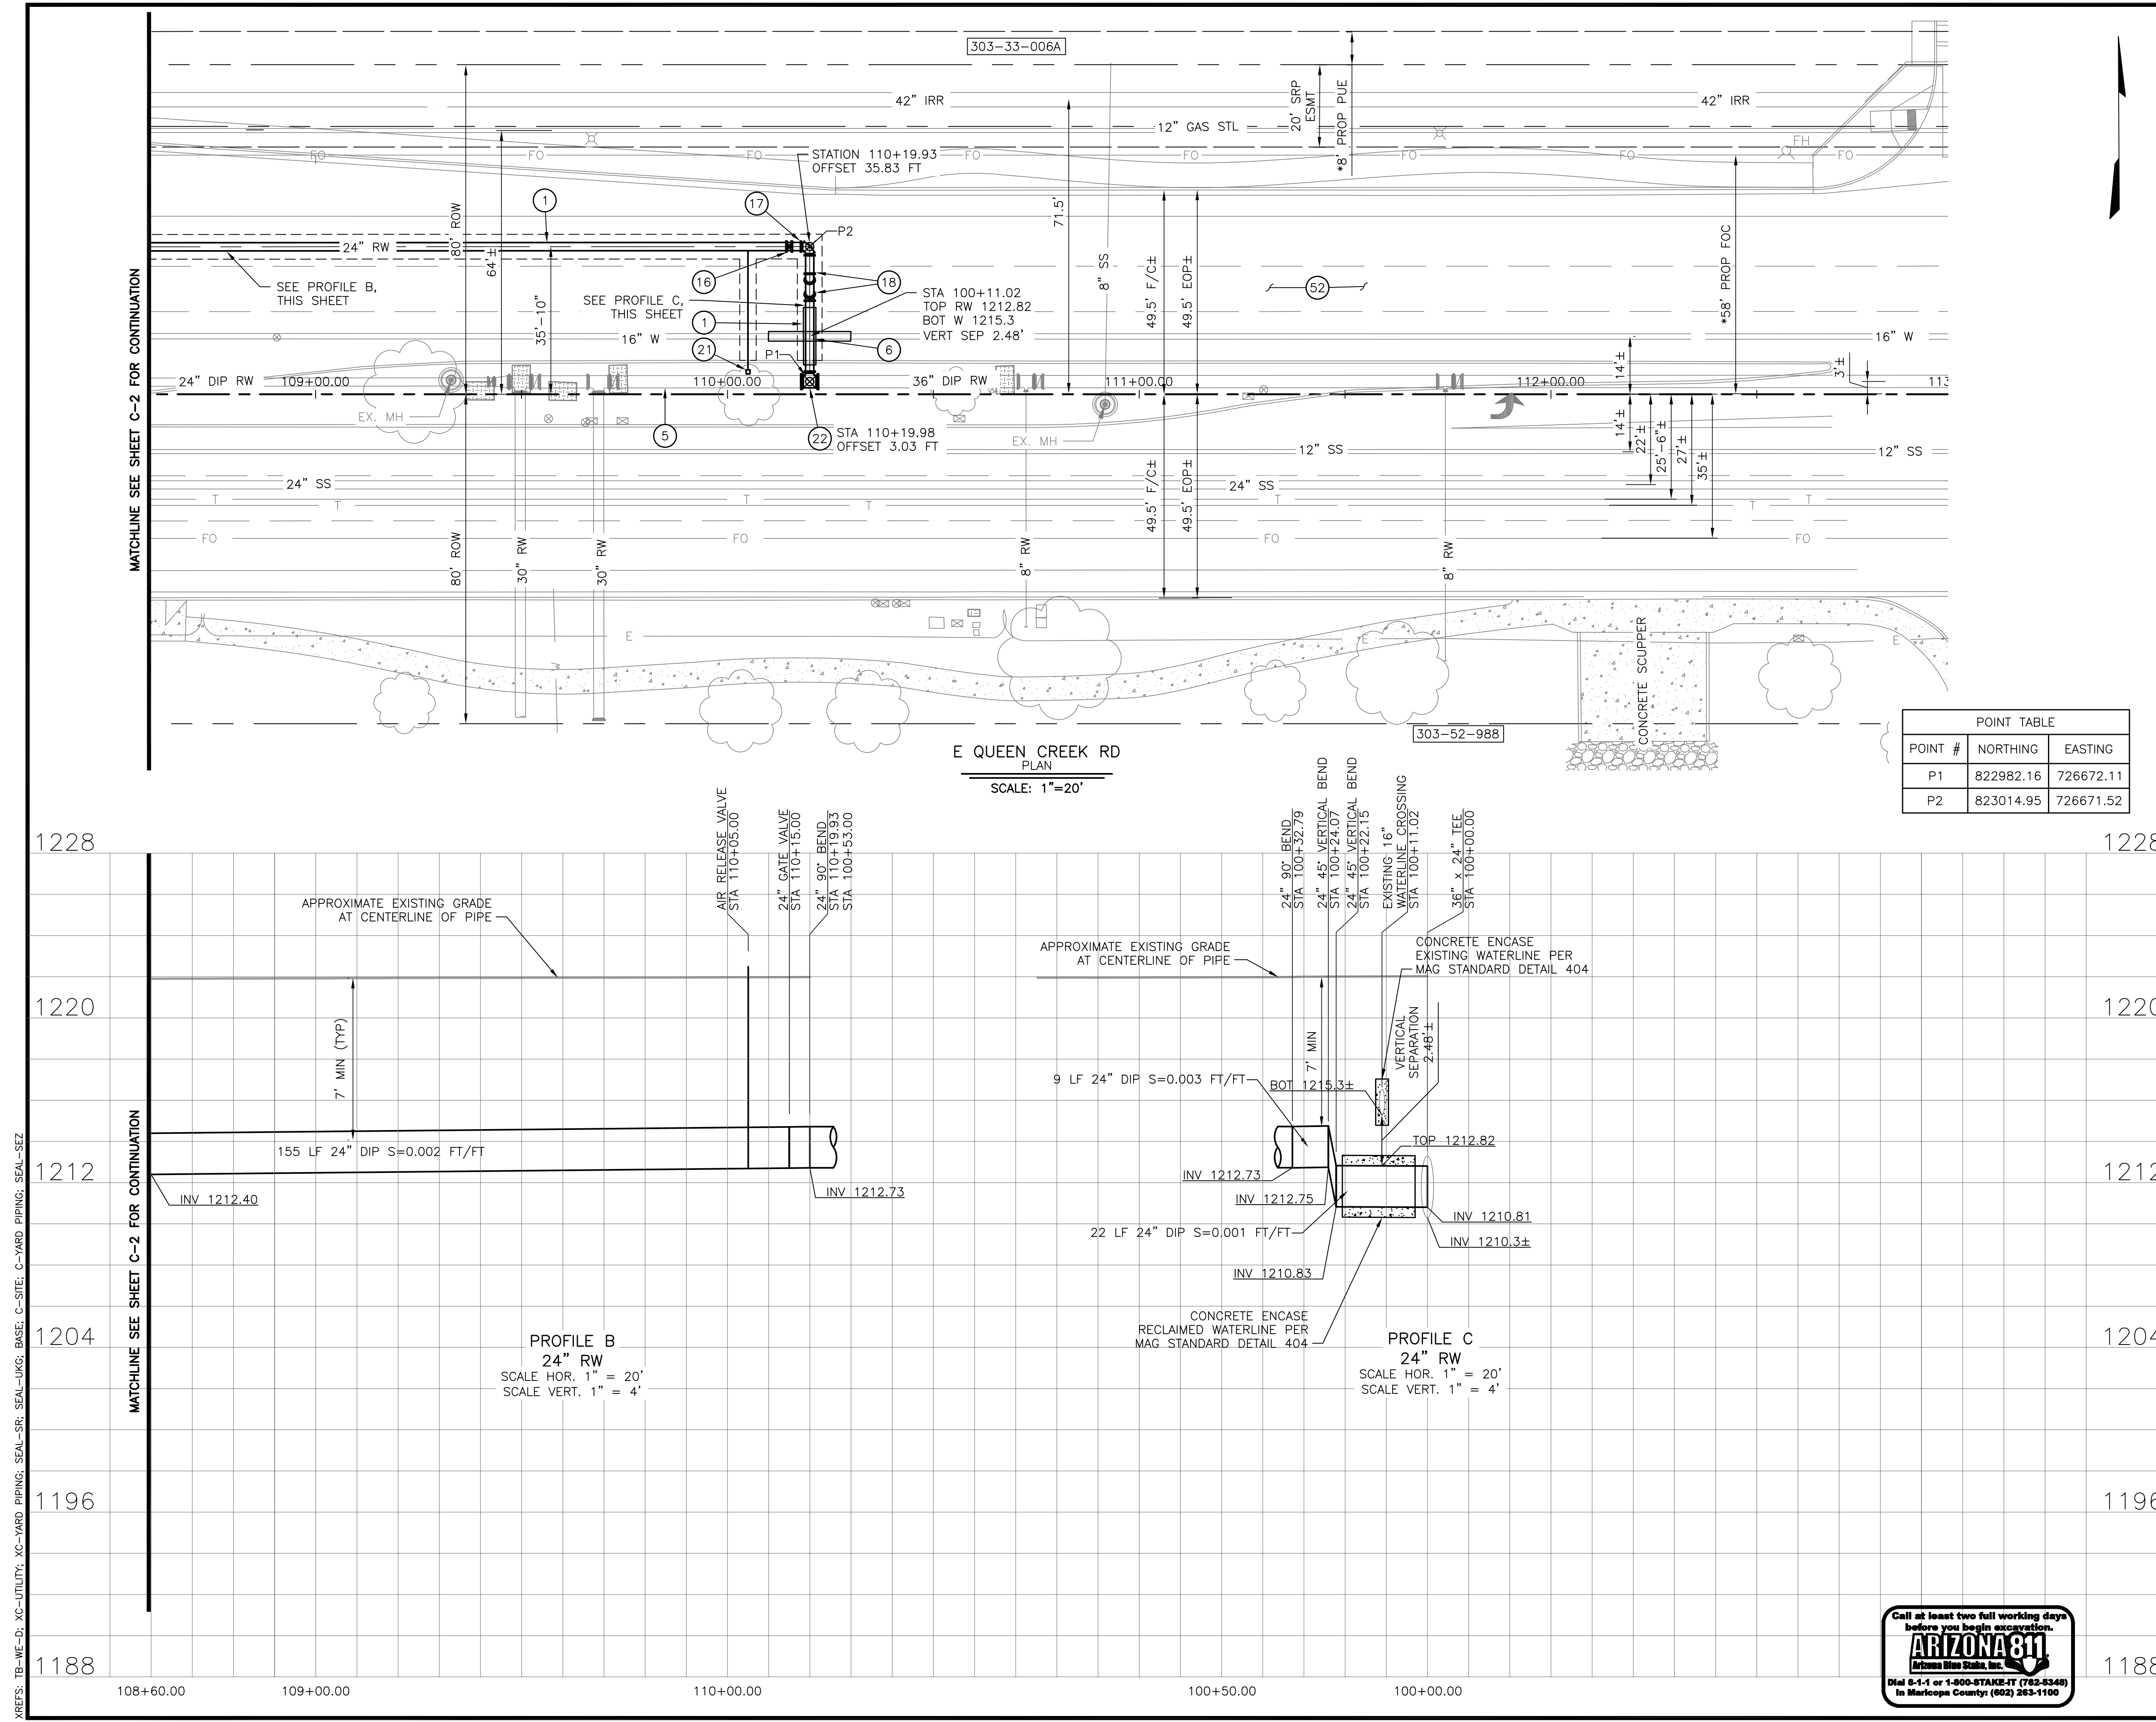 303-33-006A
42" IRR
42" IRR
12" GAS STL
20' SRP
ESMT
*8' PROP PUE
FH
FO
FO
FO
FO
FO
FO
FO
FO
STATION 110+19.93
OFFSET 35.83 FT
1
17
P2
80' ROW
64'±
71.5'
24" RW
35'-10"
16
18
8" SS
49.5' F/C±
49.5' EOP±
52
*58' PROP FOC
SEE PROFILE B,
THIS SHEET
SEE PROFILE C,
THIS SHEET
STA 100+11.02
TOP RW 1212.82
BOT W 1215.3
VERT SEP 2.48'
1
6
16" W
21
P1
16" W
14'±
3'±
24" DIP RW
109+00.00
110+00.00
36" DIP RW
111+00.00
112+00.00
113
EX. MH
5
22
STA 110+19.98
OFFSET 3.03 FT
EX. MH
14'±
22'±
25'-6"±
27'±
35'±
12" SS
12" SS
24" SS
24" SS
49.5' F/C±
49.5' EOP±
T
T
T
T
T
T
T
FO
FO
FO
FO
80' ROW
30" RW
30" RW
8" RW
8" RW
E
E
E
W
CONCRETE SCUPPER
303-52-988
MATCHLINE SEE SHEET C-2 FOR CONTINUATION
E QUEEN CREEK RD
PLAN
SCALE: 1"=20'
POINT TABLE
POINT # NORTHING EASTING
P1 822982.16 726672.11
P2 823014.95 726671.52
1228
1220
1212
1204
1196
1188
1228
1220
1212
1204
1196
1188
AIR RELEASE VALVE
STA 110+05.00
24" GATE VALVE
STA 110+15.00
24" 90° BEND
STA 110+19.93
STA 100+53.00
24" 90° BEND
STA 100+32.79
24" 45° VERTICAL BEND
STA 100+24.07
24" 45° VERTICAL BEND
STA 100+22.15
EXISTING 16"
WATERLINE CROSSING
STA 100+11.02
36" x 24" TEE
STA 100+00.00
APPROXIMATE EXISTING GRADE
AT CENTERLINE OF PIPE
7' MIN (TYP)
155 LF 24" DIP S=0.002 FT/FT
INV 1212.40
INV 1212.73
APPROXIMATE EXISTING GRADE
AT CENTERLINE OF PIPE
CONCRETE ENCASE
EXISTING WATERLINE PER
MAG STANDARD DETAIL 404
7' MIN
VERTICAL
SEPARATION
2.48'±
9 LF 24" DIP S=0.003 FT/FT
BOT 1215.3±
TOP 1212.82
INV 1212.73
INV 1212.75
INV 1210.81
22 LF 24" DIP S=0.001 FT/FT
INV 1210.3±
INV 1210.83
CONCRETE ENCASE
RECLAIMED WATERLINE PER
MAG STANDARD DETAIL 404
PROFILE B
24" RW
SCALE HOR. 1" = 20'
SCALE VERT. 1" = 4'
PROFILE C
24" RW
SCALE HOR. 1" = 20'
SCALE VERT. 1" = 4'
MATCHLINE SEE SHEET C-2 FOR CONTINUATION
108+60.00
109+00.00
110+00.00
100+50.00
100+00.00
Call at least two full working days
before you begin excavation.
ARIZONA 811
Arizona Blue Stake, Inc.
Dial 8-1-1 or 1-800-STAKE-IT (782-5348)
In Maricopa County: (602) 263-1100
XREFS: TB-WE-D; XC-UTILITY; XC-YARD PIPING; SEAL-SR; SEAL-UKG; BASE; C-SITE; C-YARD PIPING; SEAL-SEZ